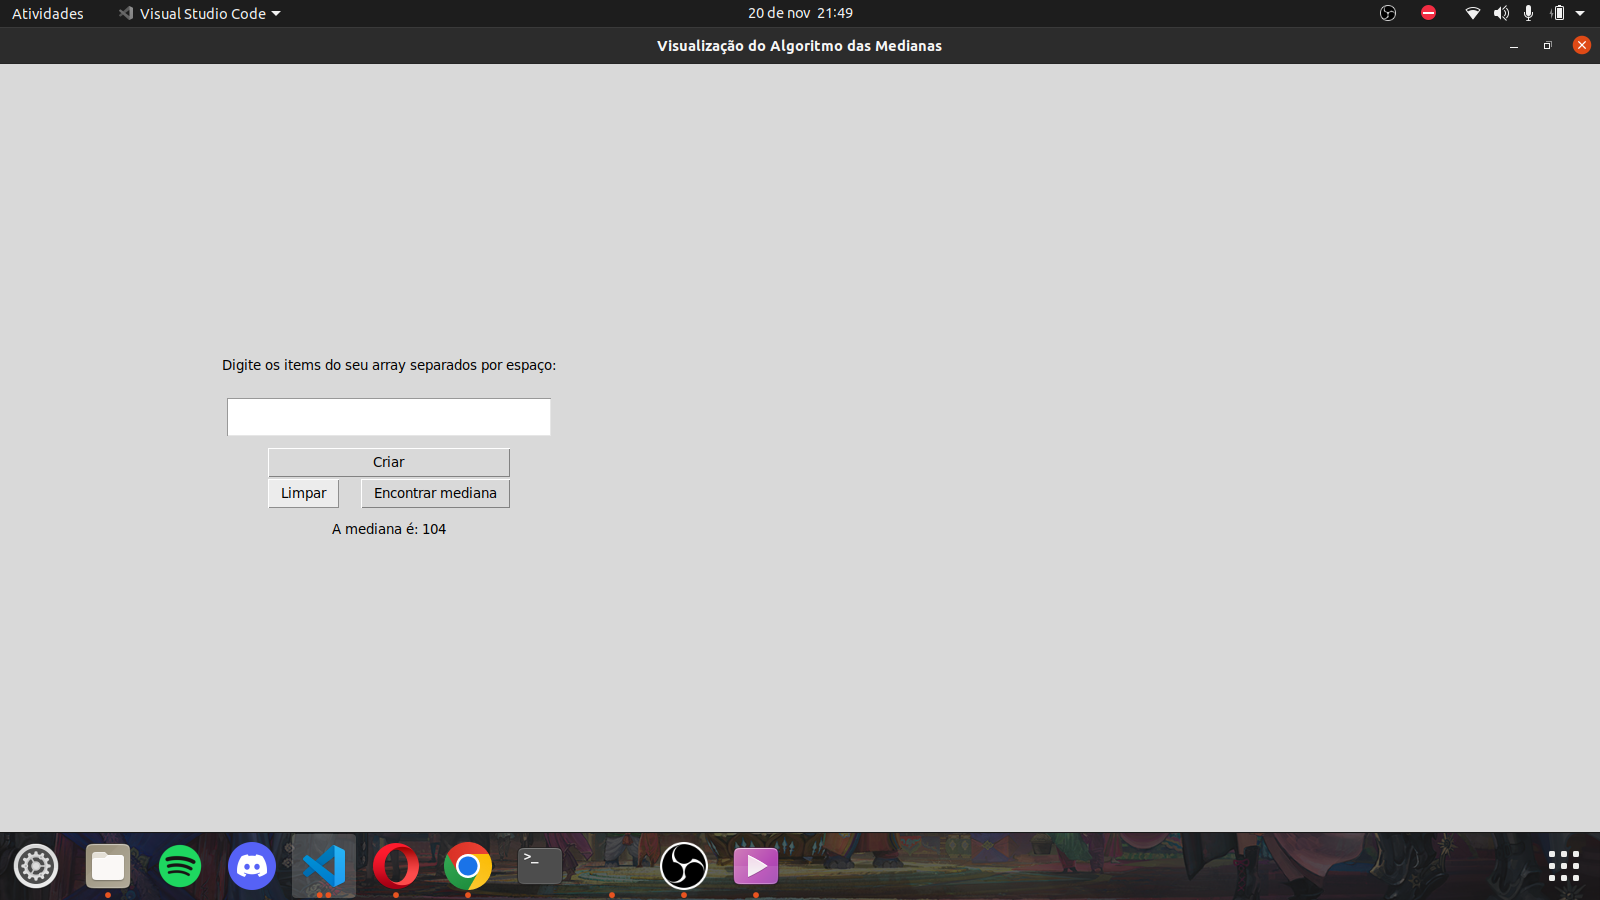 Atividades Visual Studio Code 20 de nov 21:49
Visualização do Algoritmo das Medianas
Digite os items do seu array separados por espaço:
Criar
Limpar Encontrar mediana
A mediana é: 104
>_